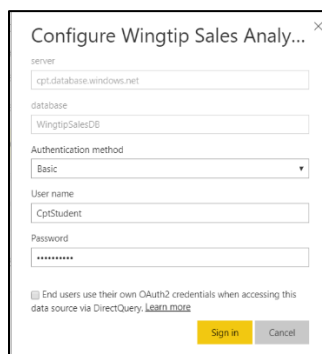 Configure Wingtip Sales Analy...
server
cpt.database.windows.net
database
WingtipSalesDB
Authentication method
Basic
User name
CptStudent
Password
••••••••••
End users use their own OAuth2 credentials when accessing this
data source via DirectQuery. Learn more
Sign in Cancel